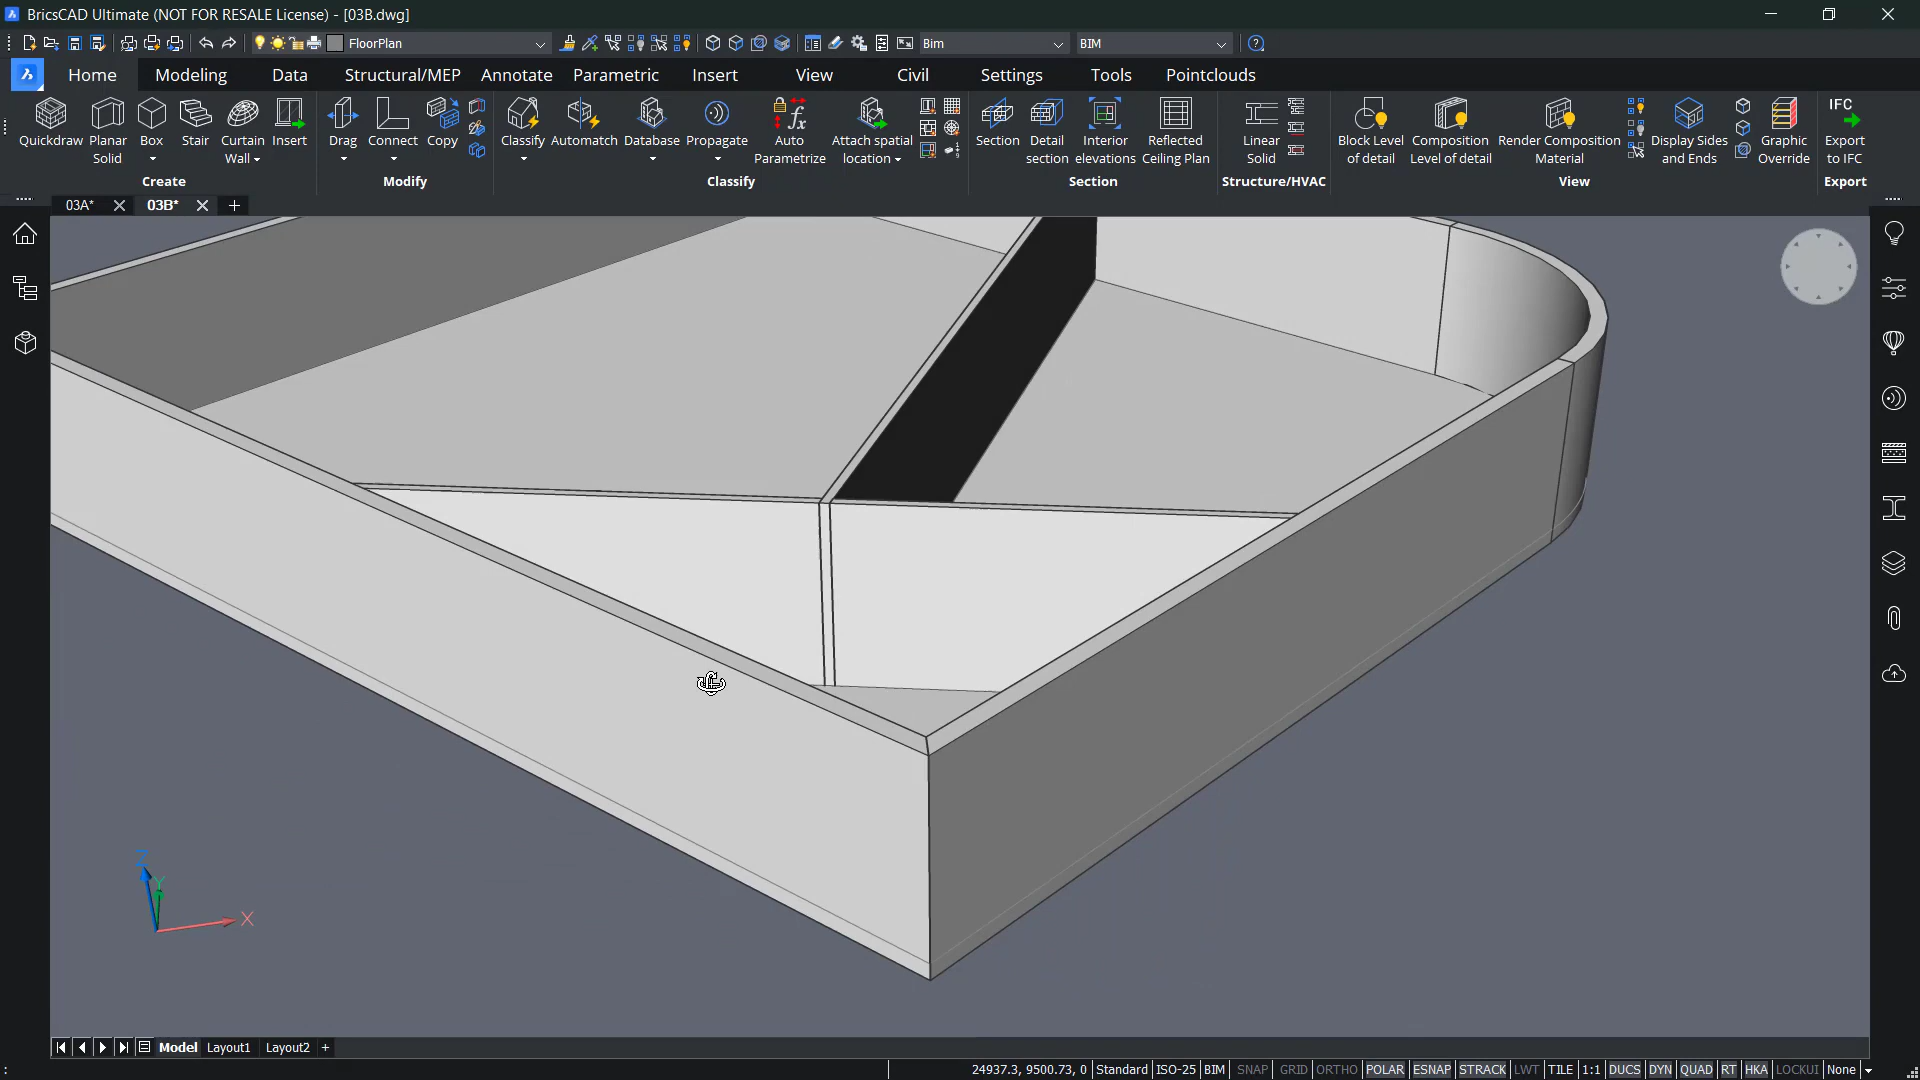 BricsCAD Ultimate (NOT FOR RESALE License) - [03B.dwg]
FloorPlan
Bim
BIM
Home Modeling Data Structural/MEP Annotate Parametric Insert View Civil Settings Tools Pointclouds
Quickdraw
Planar Solid
Box
Stair
Curtain Wall
Insert
Create
Drag
Connect
Copy
Modify
Classify
Automatch
Database
Propagate
fx
Auto Parametrize
Attach spatial location
Classify
Section
Detail section
Interior elevations
Reflected Ceiling Plan
Section
Linear Solid
Structure/HVAC
Block Level of detail
Composition Level of detail
Render Composition Material
Display Sides and Ends
Graphic Override
View
IFC
Export to IFC
Export
03A*
03B*
Z
Y
X
Model Layout1 Layout2 +
:
24937.3, 9500.73, 0 Standard ISO-25 BIM SNAP GRID ORTHO POLAR ESNAP STRACK LWT TILE 1:1 DUCS DYN QUAD RT HKA LOCKUI None